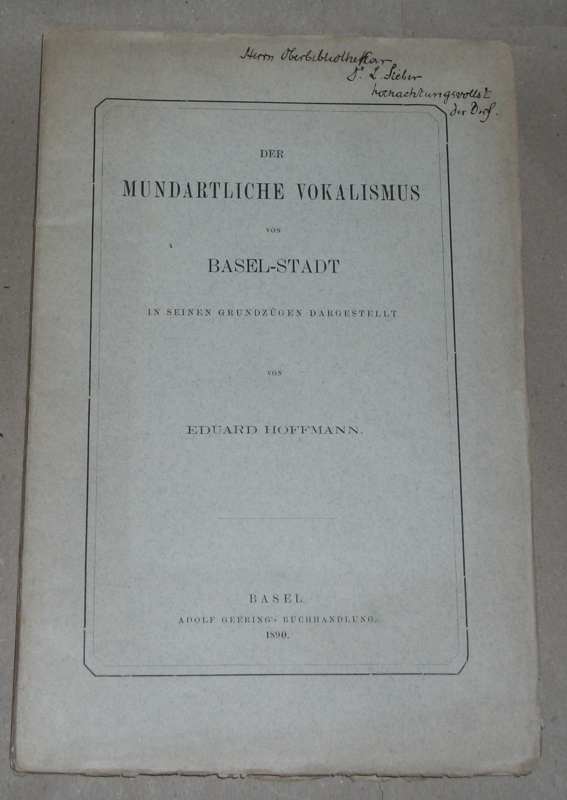 Herrn Oberbibliothekar
Dr. L. Sieber
hochachtungsvollst
der Verf.
DER
MUNDARTLICHE VOKALISMUS
VON
BASEL-STADT
IN SEINEN GRUNDZÜGEN DARGESTELLT
VON
EDUARD HOFFMANN.
BASEL
ADOLF GEERING'S BUCHHANDLUNG.
1890.